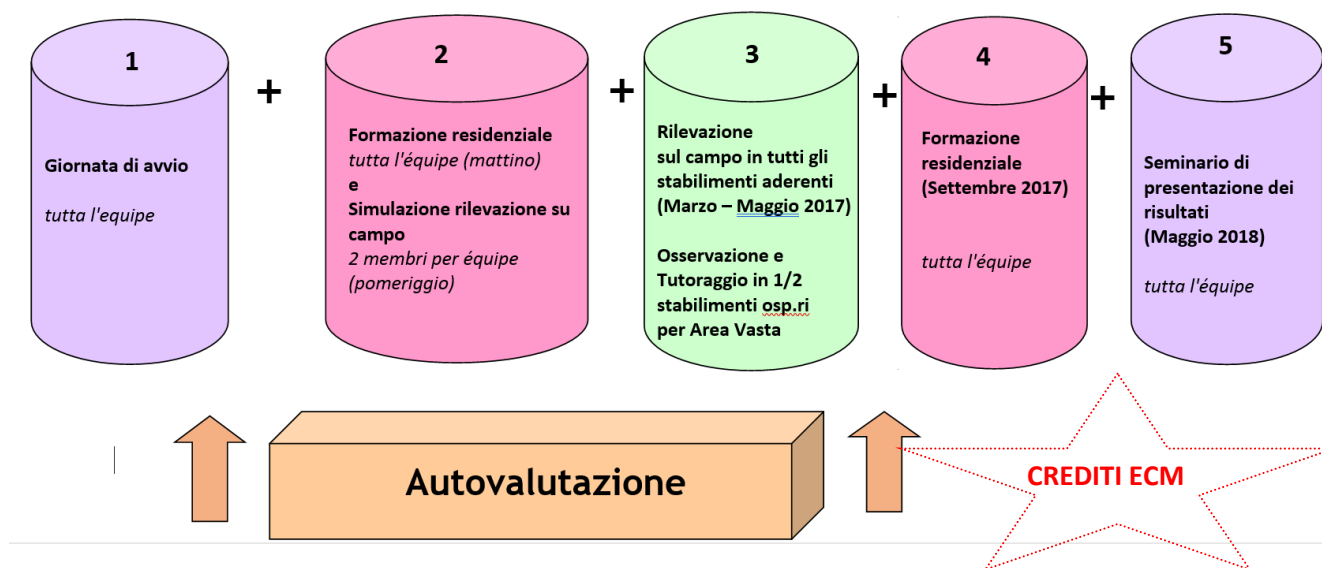 1
Giornata di avvio
tutta l'equipe
+
2
Formazione residenziale
tutta l'équipe (mattino)
e
Simulazione rilevazione su
campo
2 membri per équipe
(pomeriggio)
+
3
Rilevazione
sul campo in tutti gli
stabilimenti aderenti
(Marzo – Maggio 2017)
Osservazione e
Tutoraggio in 1/2
stabilimenti osp.ri
per Area Vasta
+
4
Formazione
residenziale
(Settembre 2017)
tutta l'équipe
+
5
Seminario di
presentazione dei
risultati
(Maggio 2018)
tutta l'équipe
Autovalutazione
CREDITI ECM